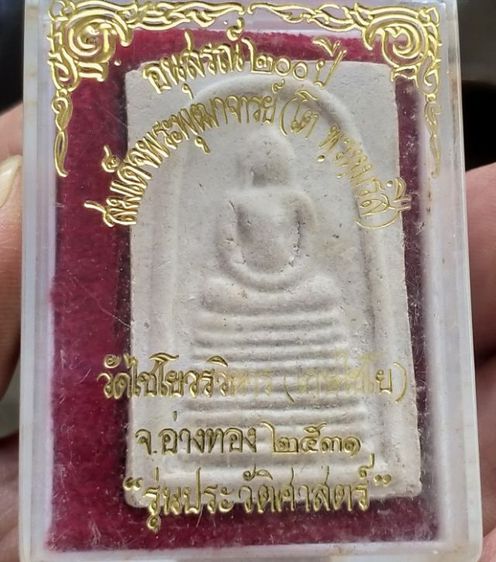 อนุสรณ์ ๒๐๐ ปี
สมเด็จพระพุฒาจารย์ (โต พฺรหฺมรํสี)
วัดไชโยวรวิหาร (เกษไชโย)
จ.อ่างทอง ๒๕๓๑
“รุ่นประวัติศาสตร์”